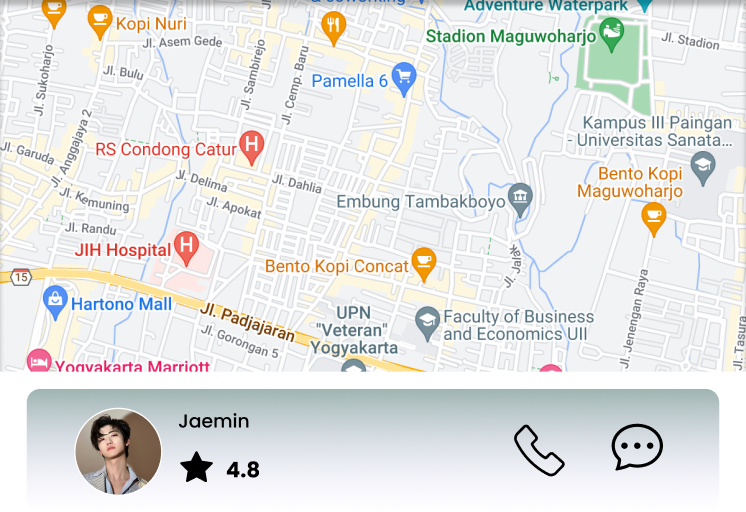 & coworking
Adventure Waterpark
Kopi Nuri
Stadion Maguwoharjo
Jl. Stadion
Jl. Asem Gede
Jl. Sukoharjo
Jl. Bulu
Jl. Sambirejo
Jl. Cemp. Baru
Pamella 6
Jl. Anggajaya 2
Kampus III Paingan
- Universitas Sanata...
Jl. Garuda
RS Condong Catur
Bento Kopi
Maguwoharjo
Jl. Delima
Jl. Dahlia
Jl. Kemuning
Jl. Apokat
Embung Tambakboyo
Jl. Randu
JIH Hospital
Bento Kopi Concat
15
Hartono Mall
Jl. Padjajaran
Jl. Gorongan 5
UPN
"Veteran"
Yogyakarta
Faculty of Business
and Economics UII
Jl. Jenengan Raya
Yogyakarta Marriott
Jaemin
4.8